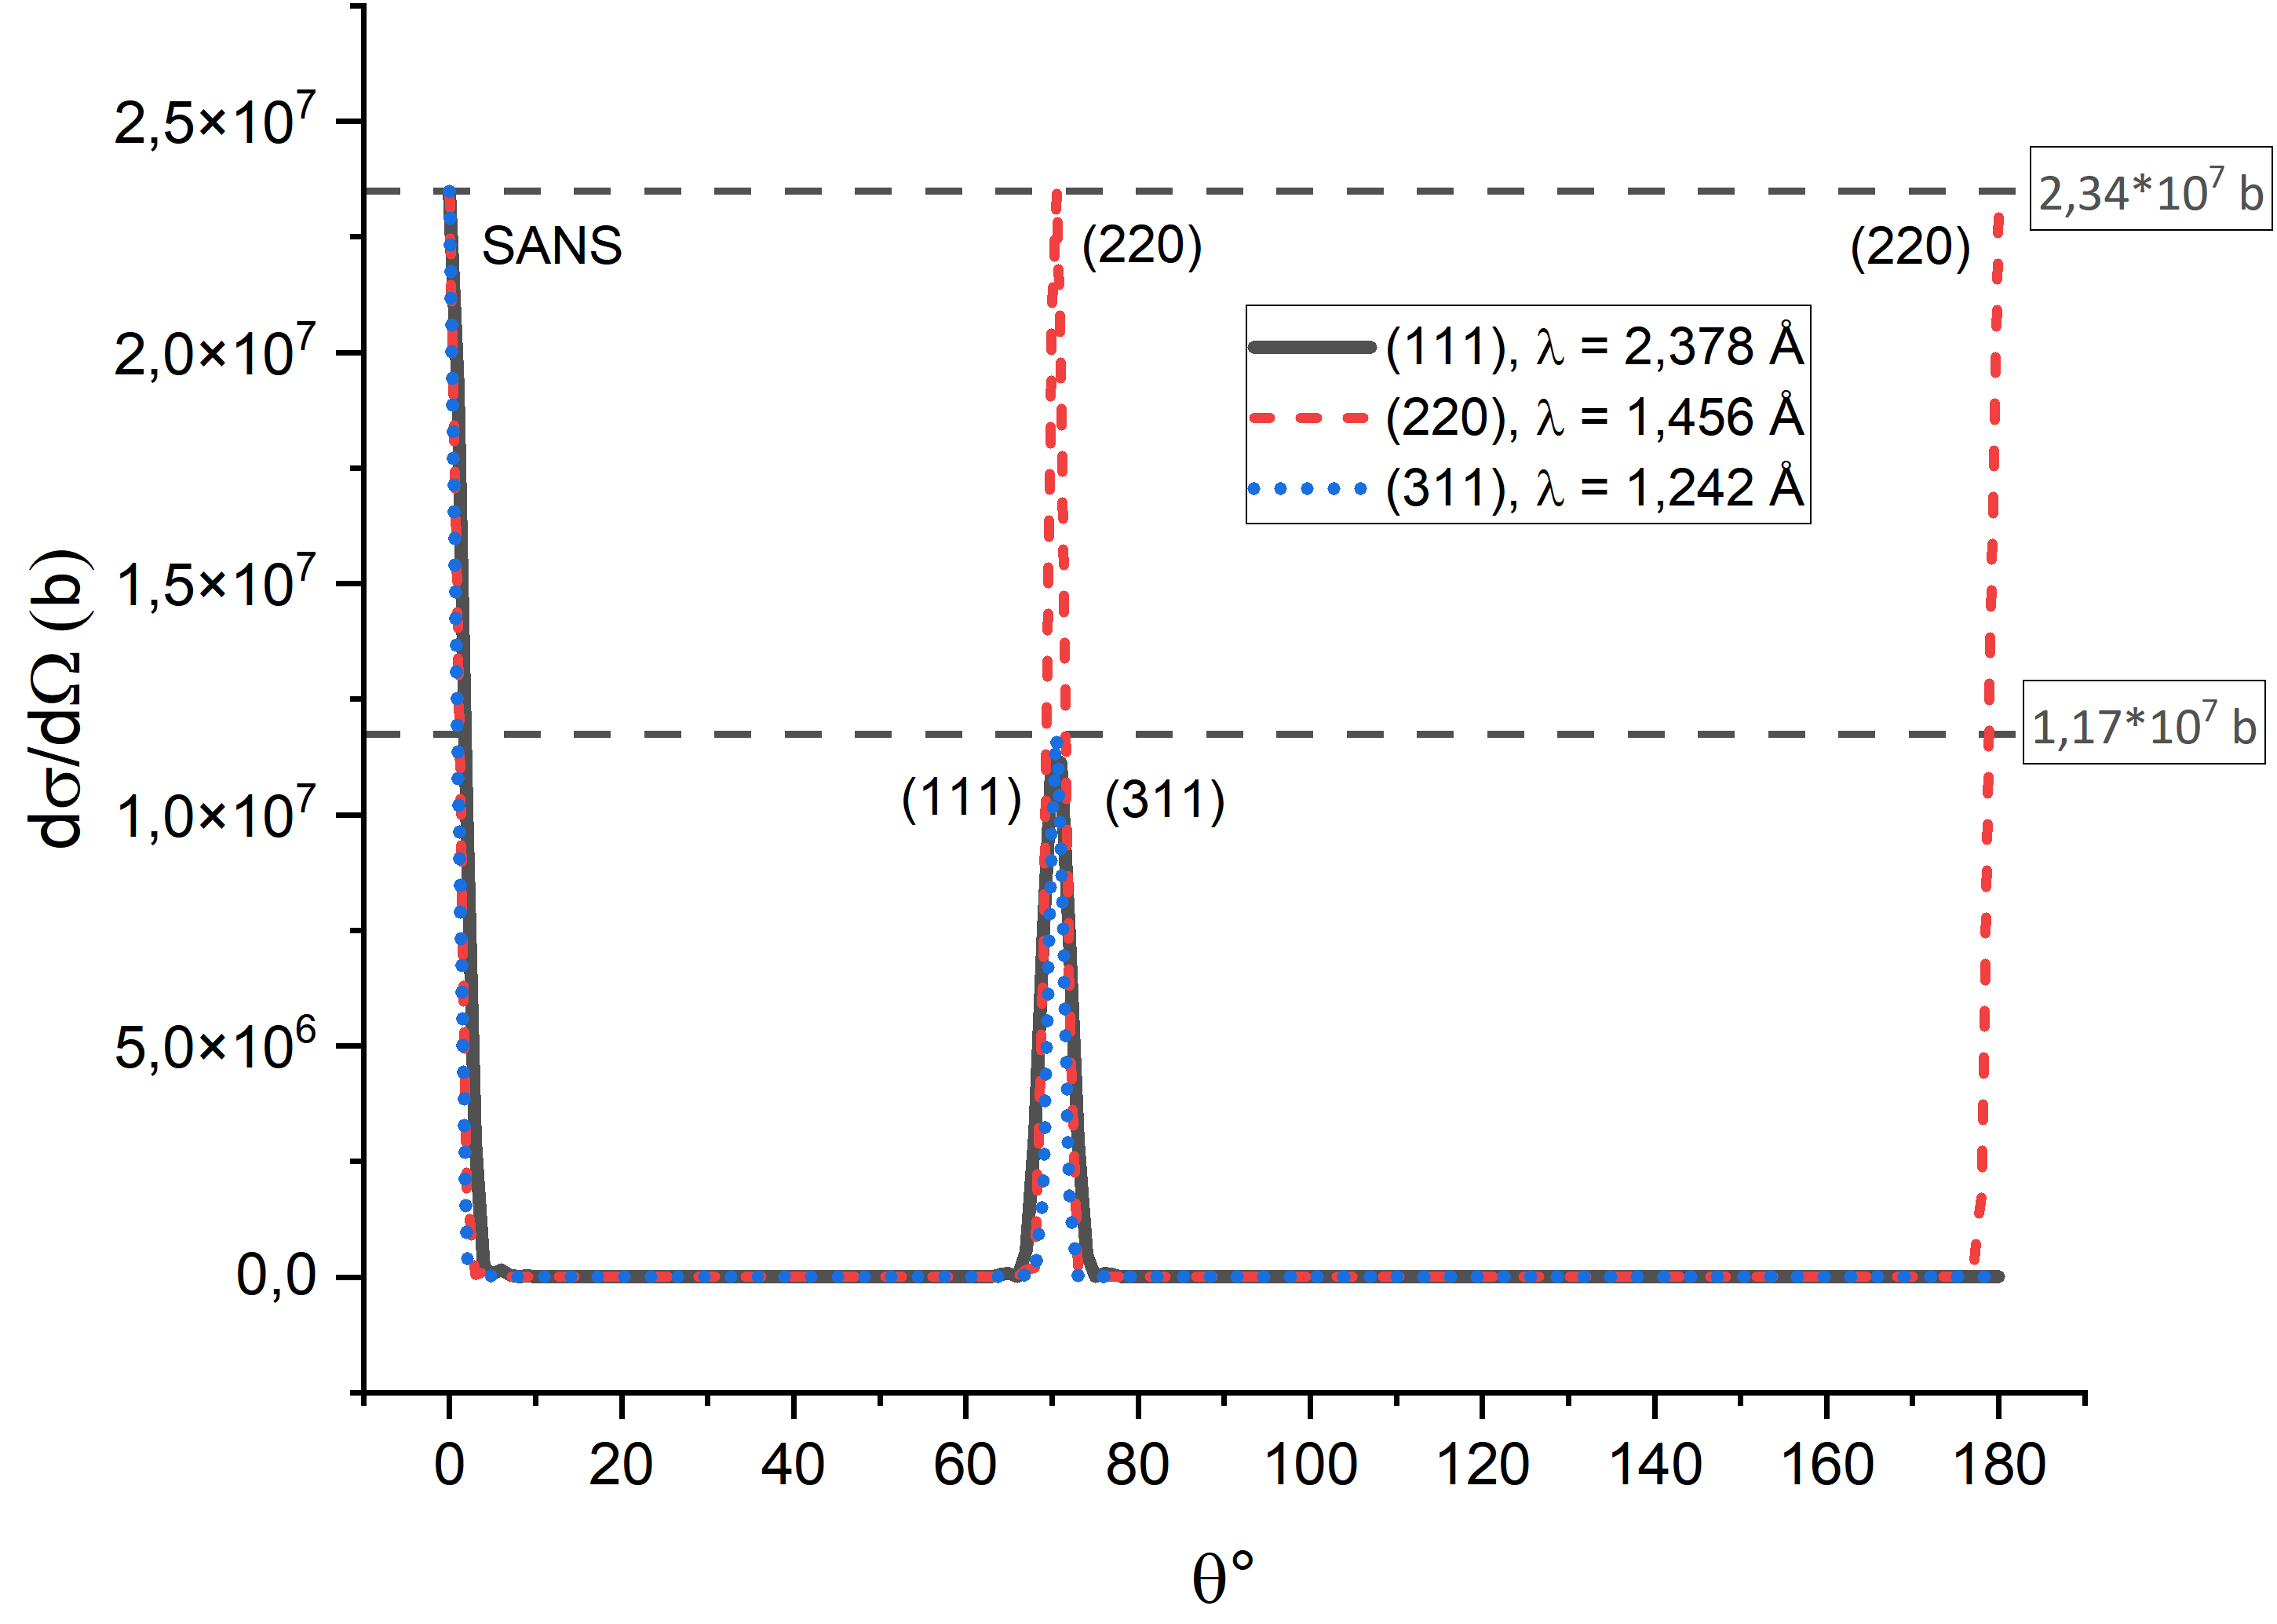 2,5×10⁷
2,34*10⁷ b
SANS
(220)
(220)
2,0×10⁷
(111), λ = 2,378 Å
(220), λ = 1,456 Å
(311), λ = 1,242 Å
1,5×10⁷
dσ/dΩ (b)
1,17*10⁷ b
1,0×10⁷
(111)
(311)
5,0×10⁶
0,0
0 20 40 60 80 100 120 140 160 180
θ°